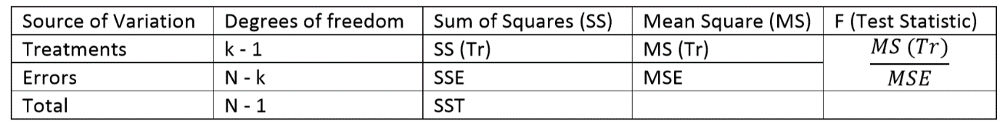 Source of Variation Degrees of freedom Sum of Squares (SS) Mean Square (MS) F (Test Statistic)
Treatments k - 1 SS (Tr) MS (Tr) MS (Tr)
Errors N - k SSE MSE MSE
Total N - 1 SST